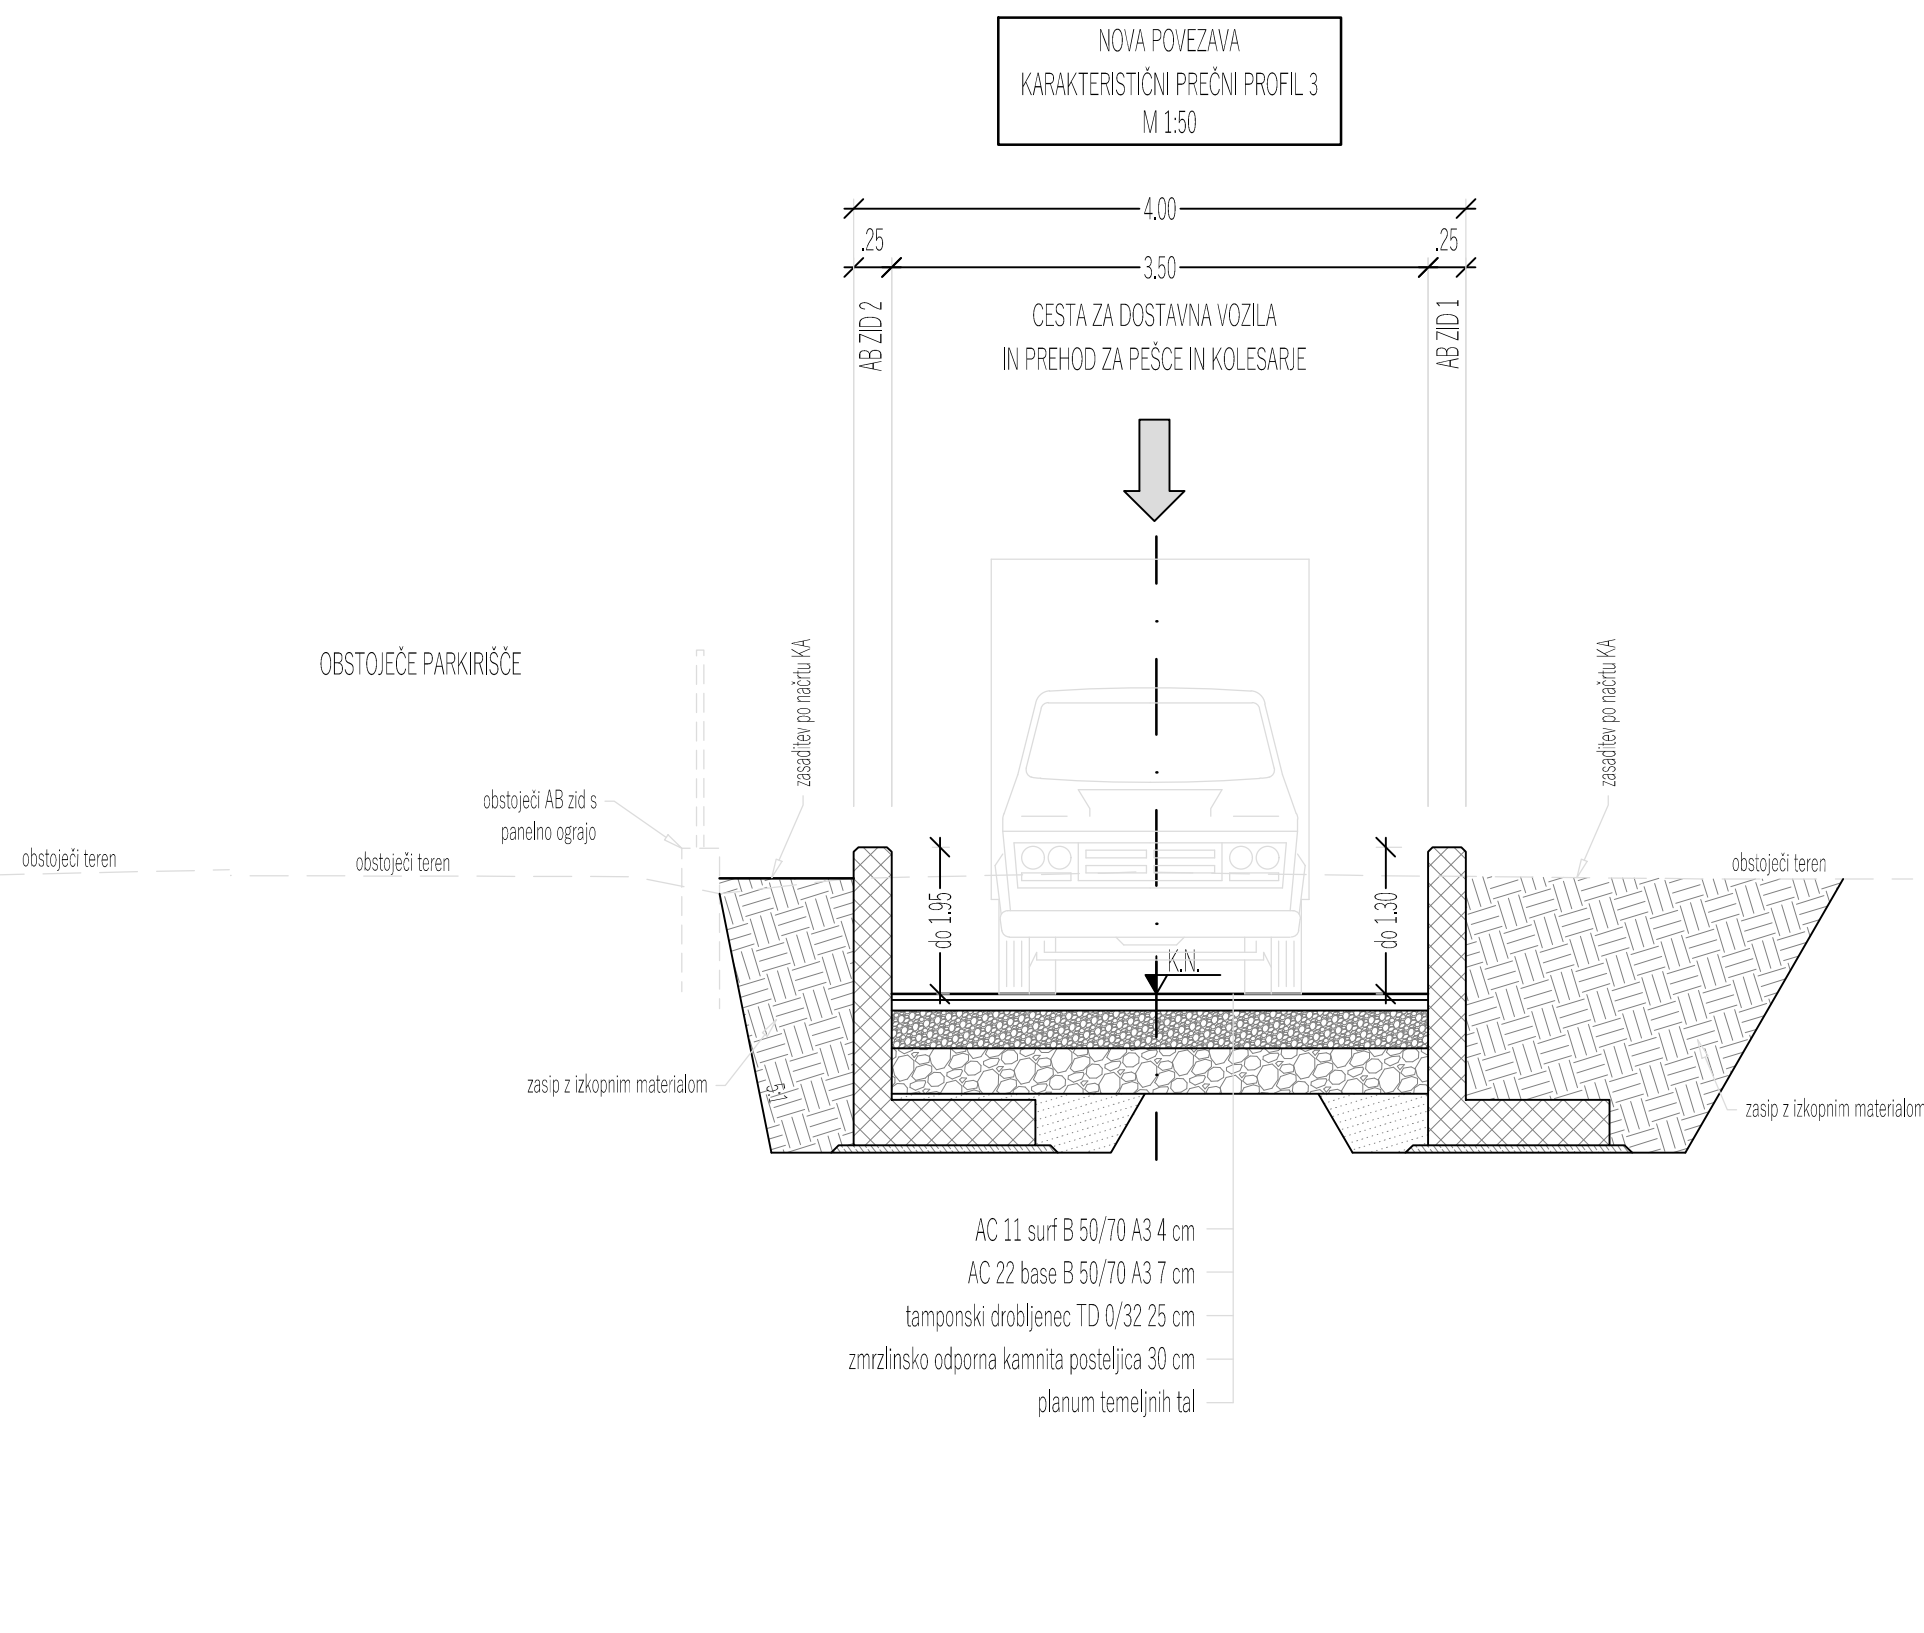 NOVA POVEZAVA
KARAKTERISTIČNI PREČNI PROFIL 3
M 1:50
4.00
.25
.25
3.50
AB ZID 2
AB ZID 1
CESTA ZA DOSTAVNA VOZILA
IN PREHOD ZA PEŠCE IN KOLESARJE
OBSTOJEČE PARKIRIŠČE
zasaditev po načrtu KA
zasaditev po načrtu KA
obstoječi AB zid s
panelno ograjo
obstoječi teren
obstoječi teren
obstoječi teren
do 1.95
do 1.30
K.N.
zasip z izkopnim materialom
5:1
zasip z izkopnim materialom
AC 11 surf B 50/70 A3 4 cm
AC 22 base B 50/70 A3 7 cm
tamponski drobljenec TD 0/32 25 cm
zmrzlinsko odporna kamnita posteljica 30 cm
planum temeljnih tal